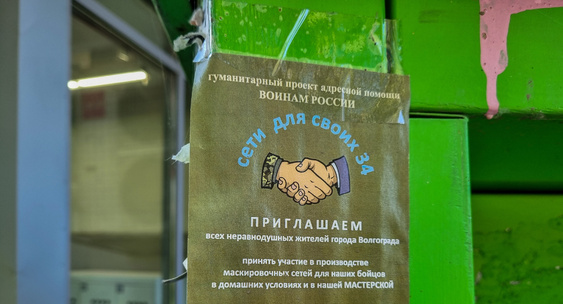 гуманитарный проект адресной помощи
ВОИНАМ РОССИИ
сети для своих 34
ПРИГЛАШАЕМ
всех неравнодушных жителей города Волгограда
принять участие в производстве
маскировочных сетей для наших бойцов
в домашних условиях и в нашей МАСТЕРСКОЙ